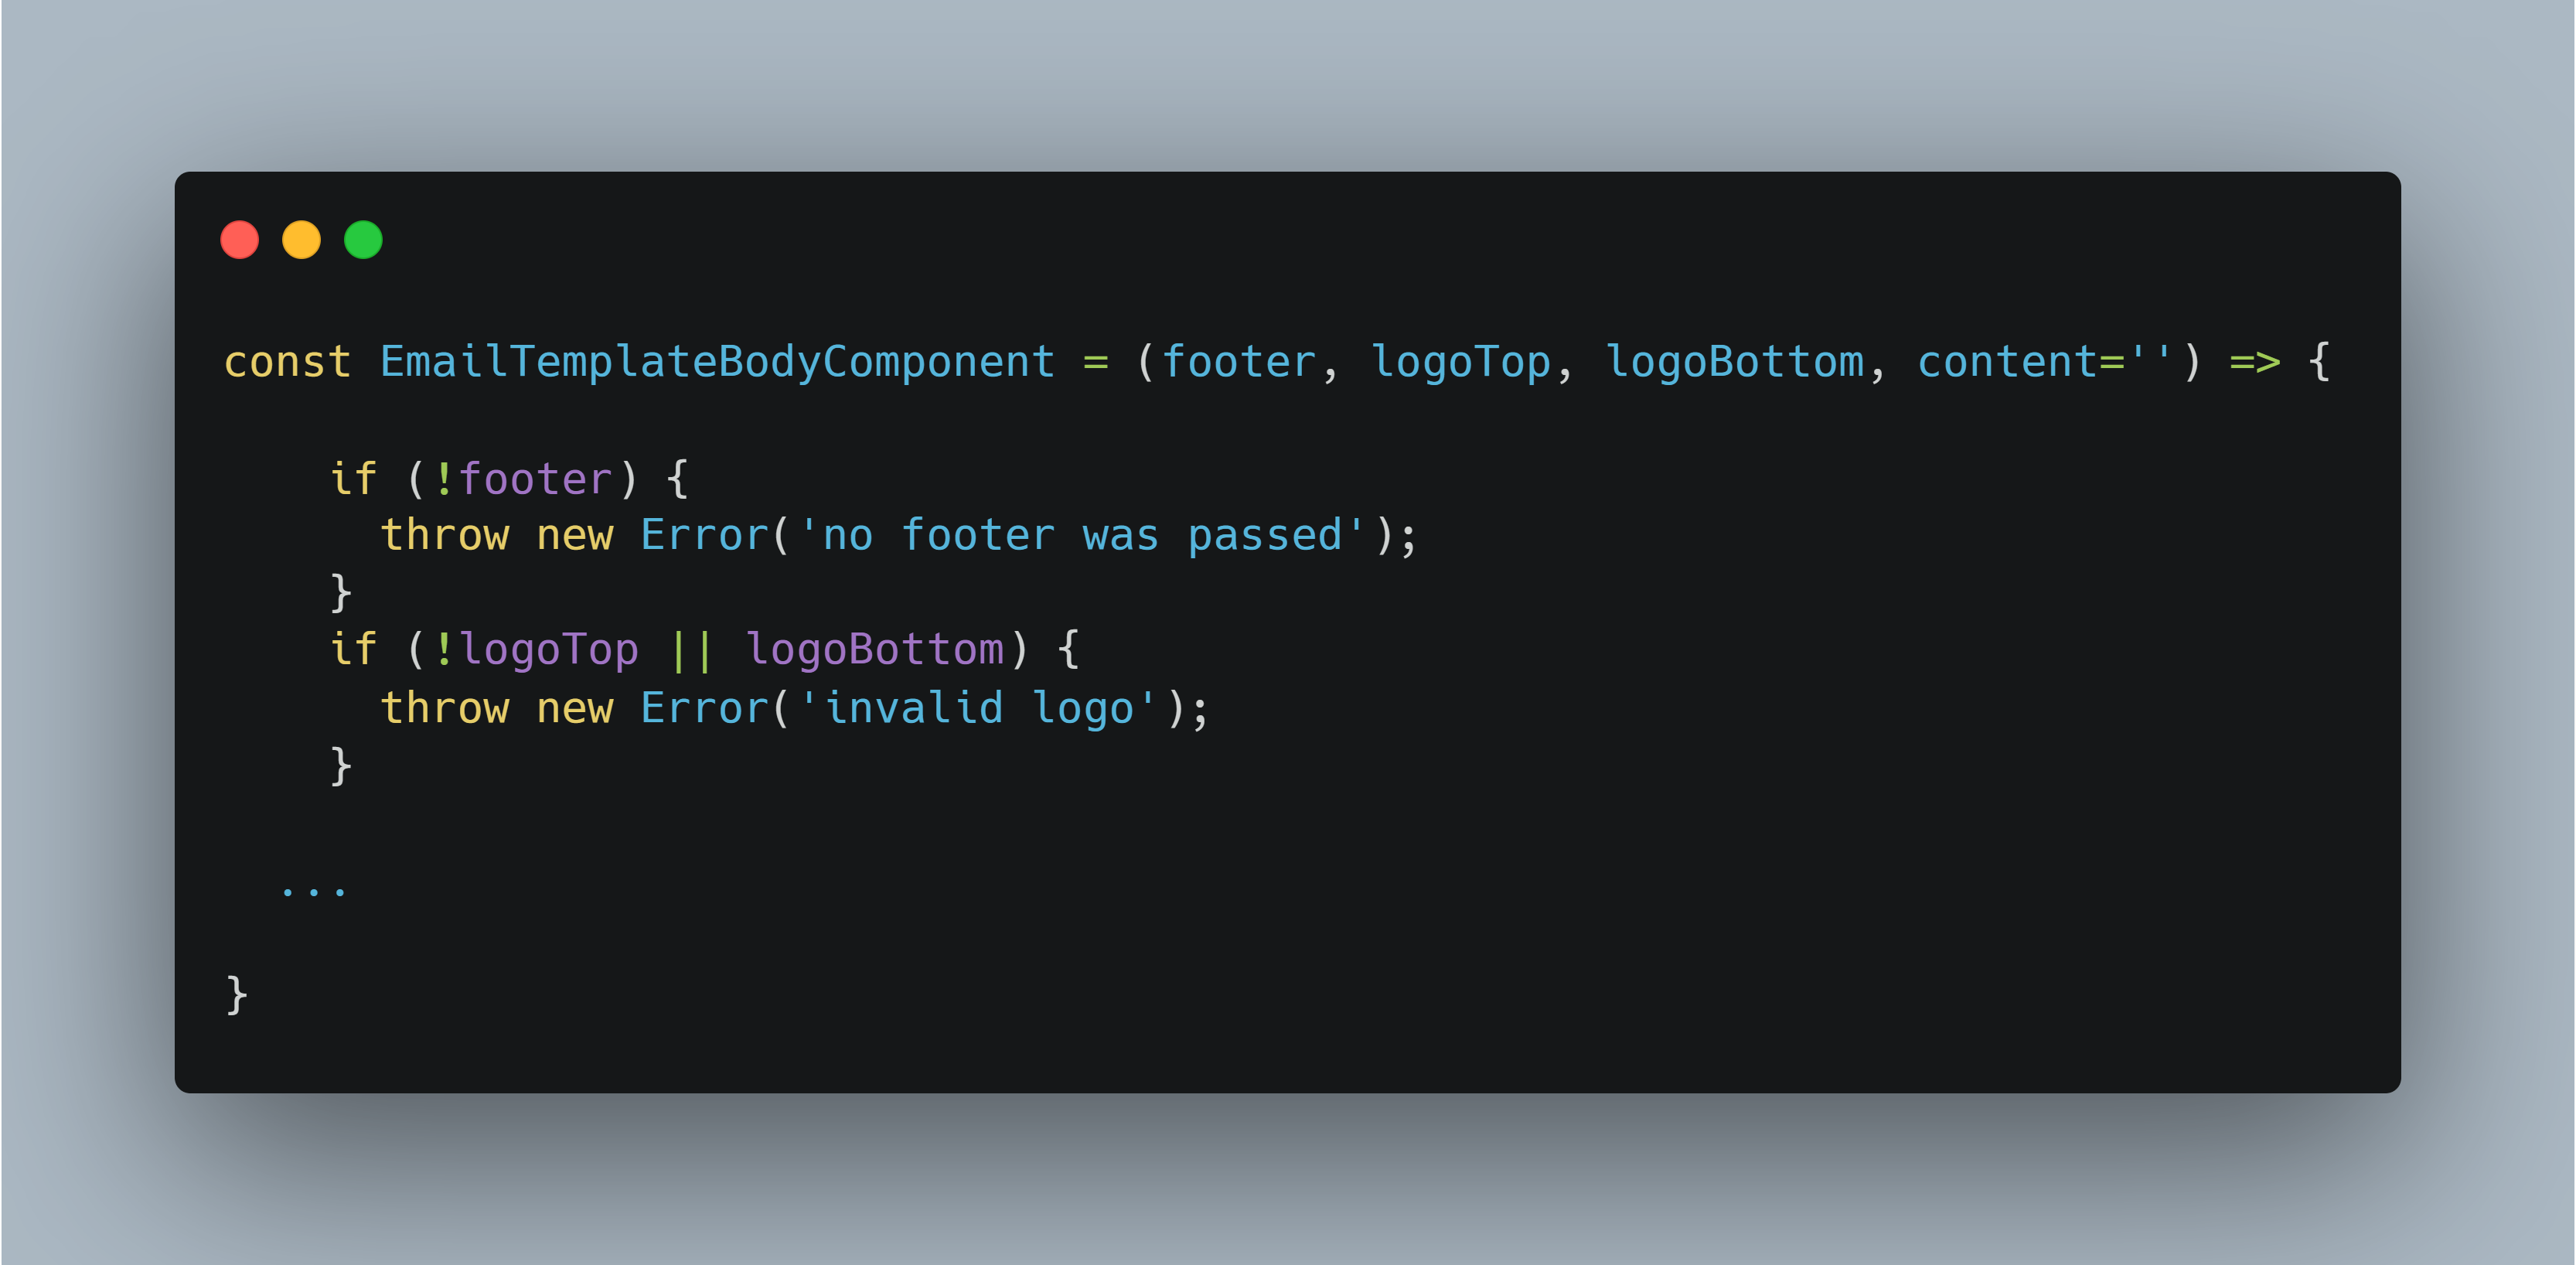 const EmailTemplateBodyComponent = (footer, logoTop, logoBottom, content='') => {
if (!footer) {
throw new Error('no footer was passed');
}
if (!logoTop || logoBottom) {
throw new Error('invalid logo');
}
...
}